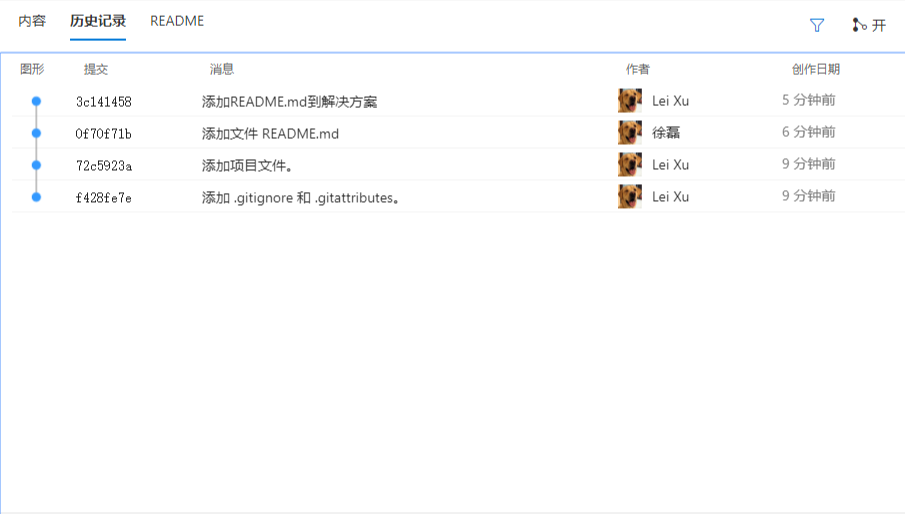 内容 历史记录 README 开
图形 提交 消息 作者 创作日期
3c141458 添加README.md到解决方案 Lei Xu 5 分钟前
0f70f71b 添加文件 README.md 徐磊 6 分钟前
72c5923a 添加项目文件。 Lei Xu 9 分钟前
f428fe7e 添加 .gitignore 和 .gitattributes。 Lei Xu 9 分钟前